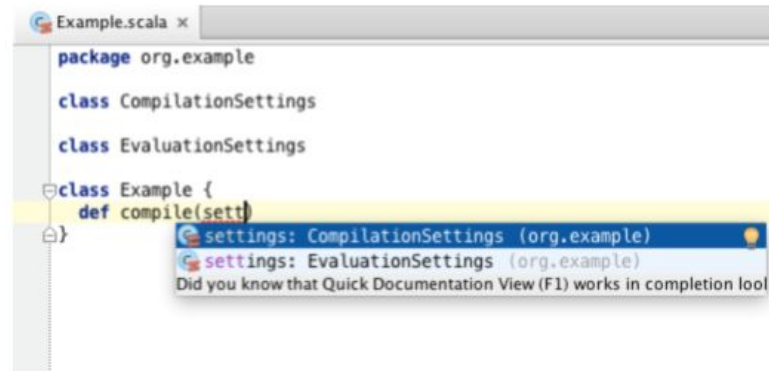 Example.scala ×
package org.example
class CompilationSettings
class EvaluationSettings
class Example {
def compile(sett)
}
settings: CompilationSettings (org.example)
settings: EvaluationSettings (org.example)
Did you know that Quick Documentation View (F1) works in completion lool